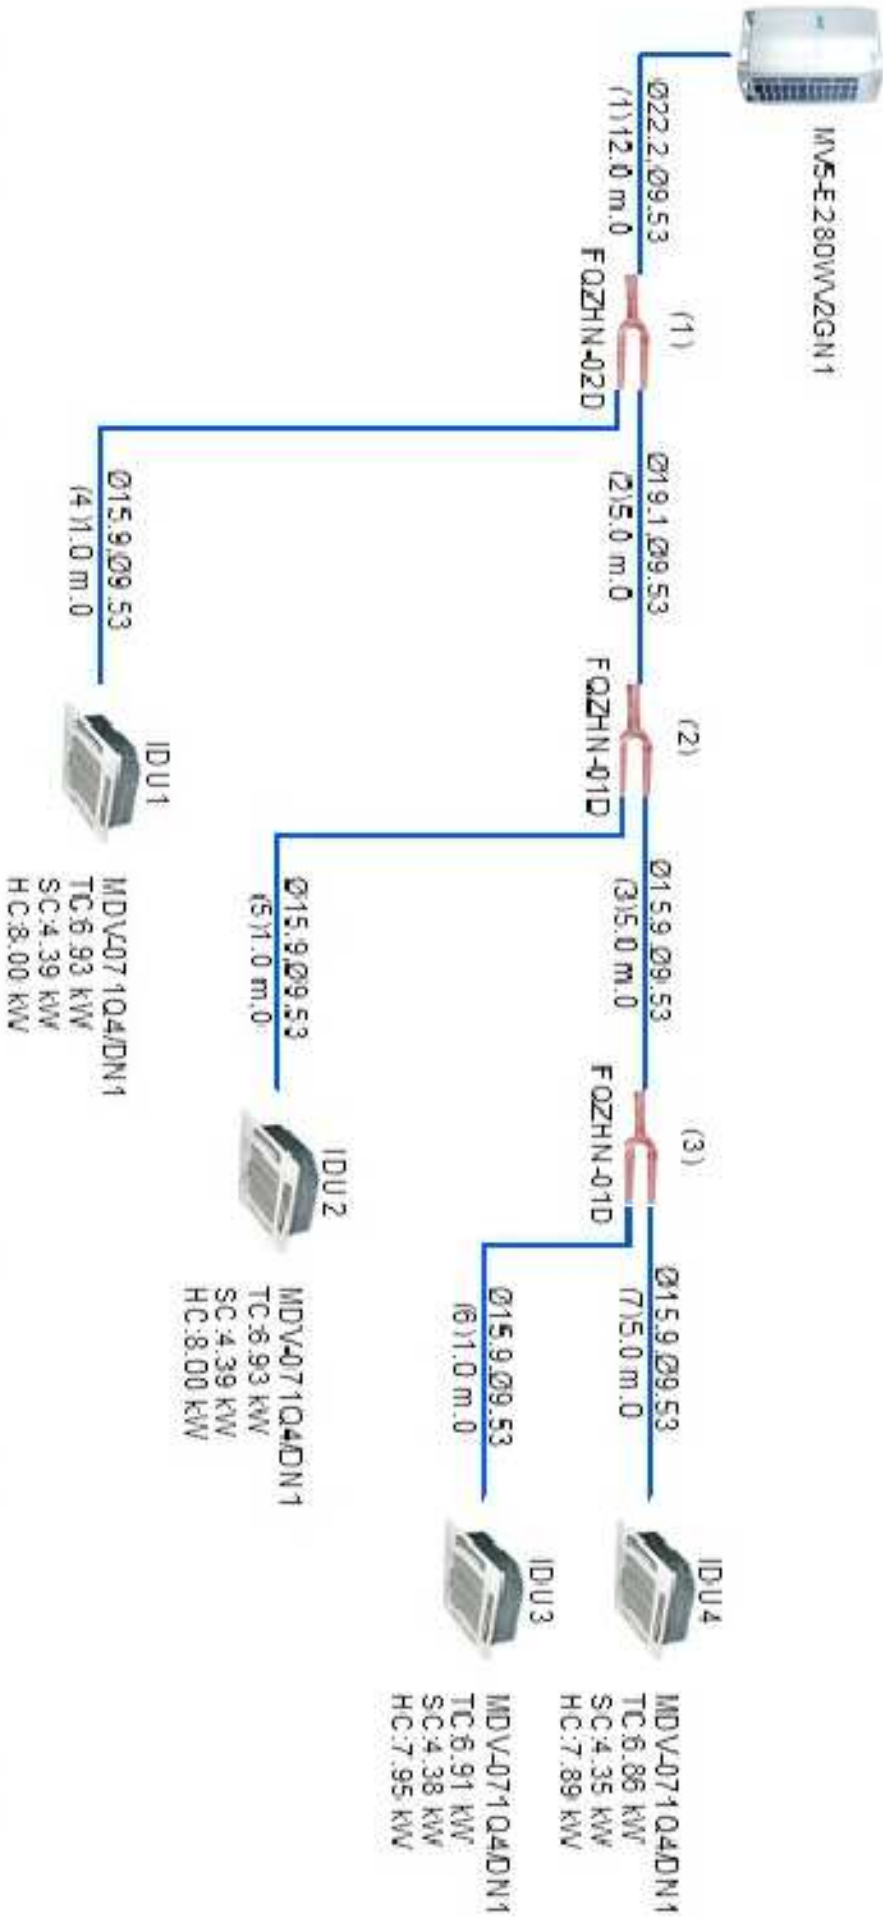 MV5-E280WV2GN1
Ø22.2,Ø9.53
(1)12.0 m.0
(1)
FQZHN-02D
Ø19.1,Ø9.53
(2)5.0 m.0
(2)
FQZHN-01D
Ø15.9,Ø9.53
(3)5.0 m.0
(3)
FQZHN-01D
Ø15.9,Ø9.53
(7)5.0 m.0
IDU4
MDV-071Q4/DN1
TC:6.86 kW
SC:4.35 kW
HC:7.89 kW
Ø15.9,Ø9.53
(6)1.0 m.0
IDU3
MDV-071Q4/DN1
TC:6.91 kW
SC:4.38 kW
HC:7.95 kW
Ø15.9,Ø9.53
(5)1.0 m.0
IDU2
MDV-071Q4/DN1
TC:6.93 kW
SC:4.39 kW
HC:8.00 kW
Ø15.9,Ø9.53
(4)1.0 m.0
IDU1
MDV-071Q4/DN1
TC:6.93 kW
SC:4.39 kW
HC:8.00 kW